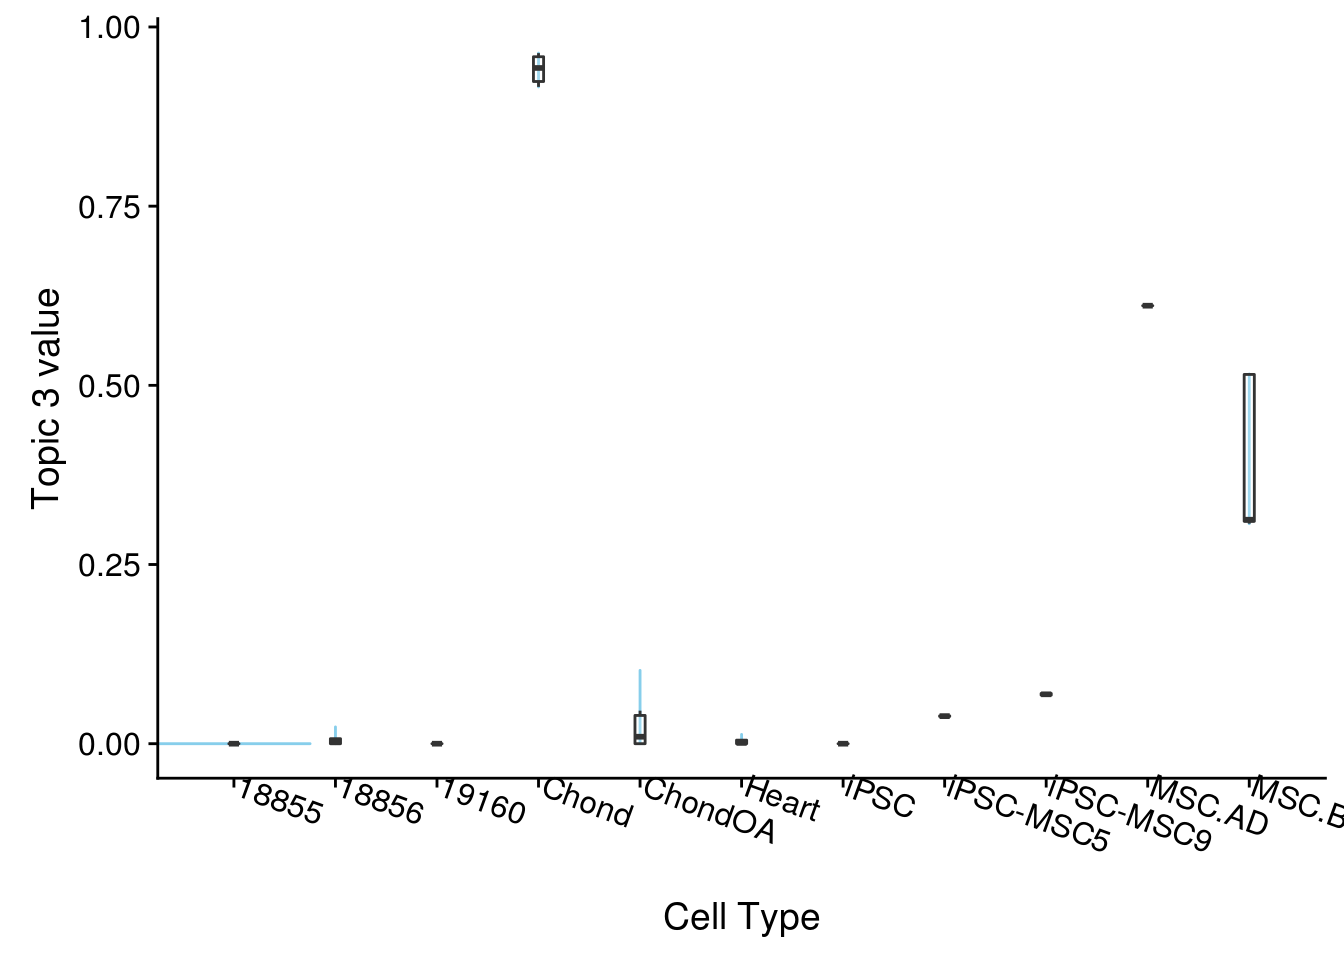 1.00
0.75
0.50
0.25
0.00
Topic 3 value
18855
18856
19160
Chond
ChondOA
Heart
iPSC
iPSC-MSC5
iPSC-MSC9
MSC.AD
MSC.B
Cell Type